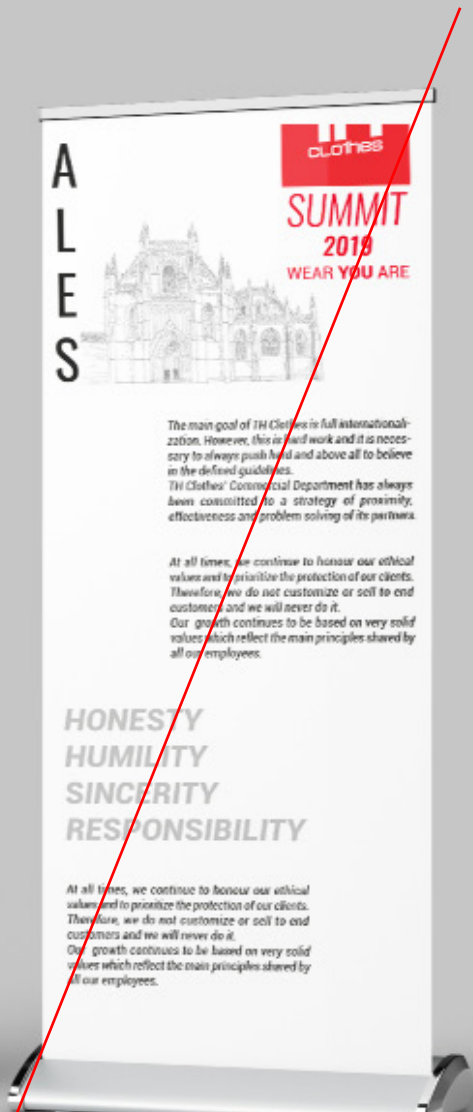 ALES
CLOTHES
SUMMIT
2019
WEAR YOU ARE
The main goal of TH Clothes is full internationali-
zation. However, this is hard work and it is neces-
sary to always push hard and above all to believe
in the defined guidelines.
TH Clothes' Commercial Department has always
been committed to a strategy of proximity,
effectiveness and problem solving of its partners.
At all times, we continue to honour our ethical
values and to prioritize the protection of our clients.
Therefore, we do not customize or sell to end
customers and we will never do it.
Our growth continues to be based on very solid
values which reflect the main principles shared by
all our employees.
HONESTY
HUMILITY
SINCERITY
RESPONSIBILITY
At all times, we continue to honour our ethical
values and to prioritize the protection of our clients.
Therefore, we do not customize or sell to end
customers and we will never do it.
Our growth continues to be based on very solid
values which reflect the main principles shared by
all our employees.